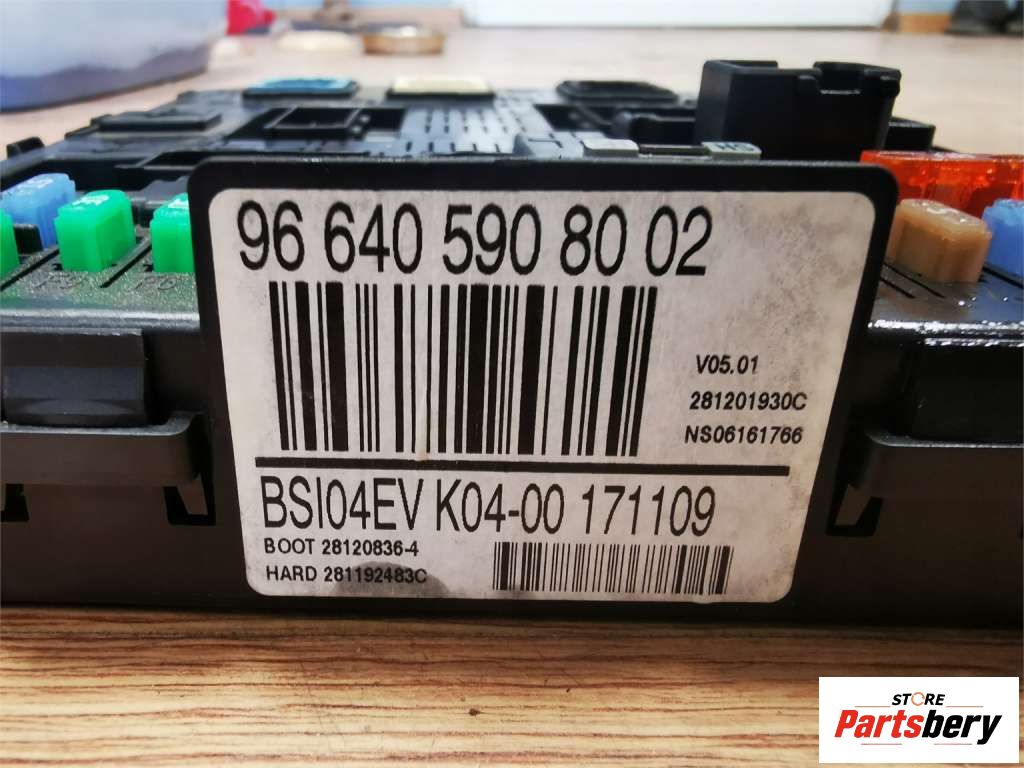 96 640 590 80 02
V05.01
281201930C
NS06161766
BSI04EV K04-00 171109
BOOT 28120836-4
HARD 281192483C
STORE
Partsbery